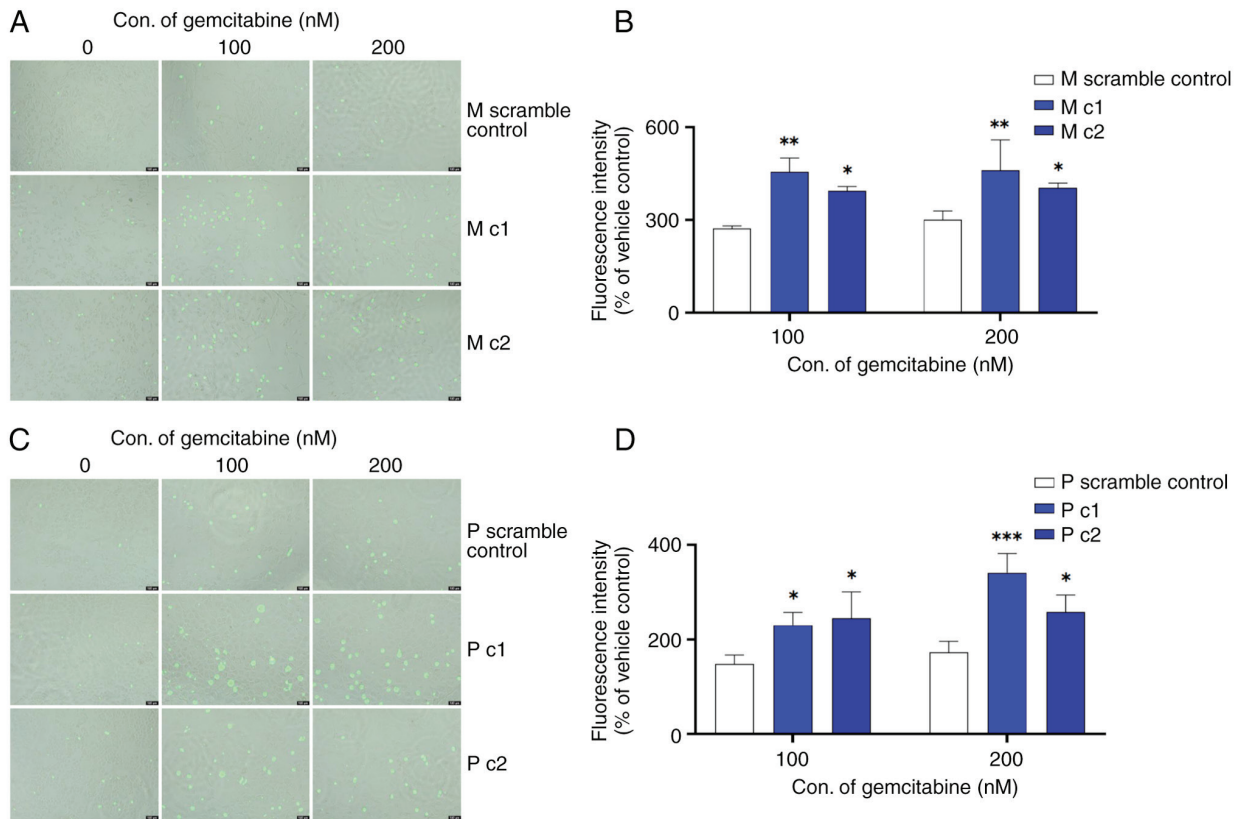 A
Con. of gemcitabine (nM)
0 100 200
M scramble
control
M c1
M c2
B
M scramble control
M c1
M c2
Fluorescence intensity
(% of vehicle control)
600
300
0
** * ** *
100 200
Con. of gemcitabine (nM)
C
Con. of gemcitabine (nM)
0 100 200
P scramble
control
P c1
P c2
D
P scramble control
P c1
P c2
Fluorescence intensity
(% of vehicle control)
400
200
0
* * *** *
100 200
Con. of gemcitabine (nM)